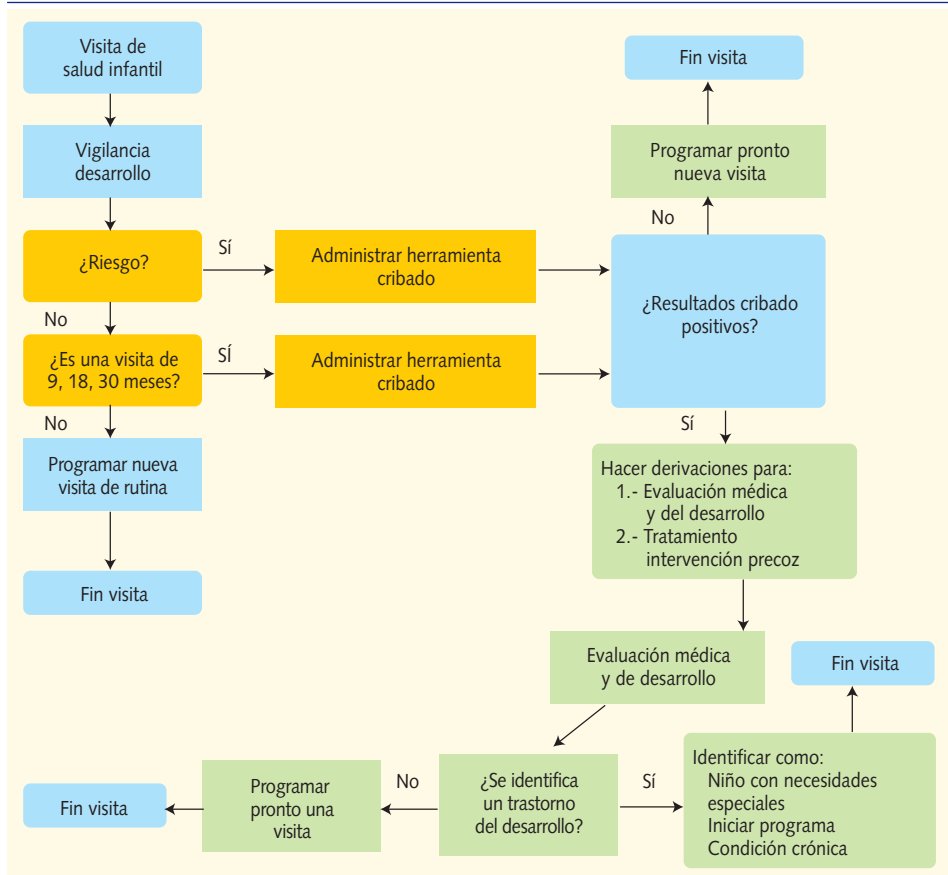 Visita de
salud infantil
Vigilancia
desarrollo
¿Riesgo?
Sí
Administrar herramienta
cribado
No
¿Es una visita de
9, 18, 30 meses?
SÍ
Administrar herramienta
cribado
No
Programar nueva
visita de rutina
Fin visita
Fin visita
Programar pronto
nueva visita
No
¿Resultados cribado
positivos?
Sí
Hacer derivaciones para:
1.- Evaluación médica
y del desarrollo
2.- Tratamiento
intervención precoz
Evaluación médica
y de desarrollo
Fin visita
¿Se identifica
un trastorno
del desarrollo?
Sí
Identificar como:
Niño con necesidades
especiales
Iniciar programa
Condición crónica
No
Programar
pronto una
visita
Fin visita